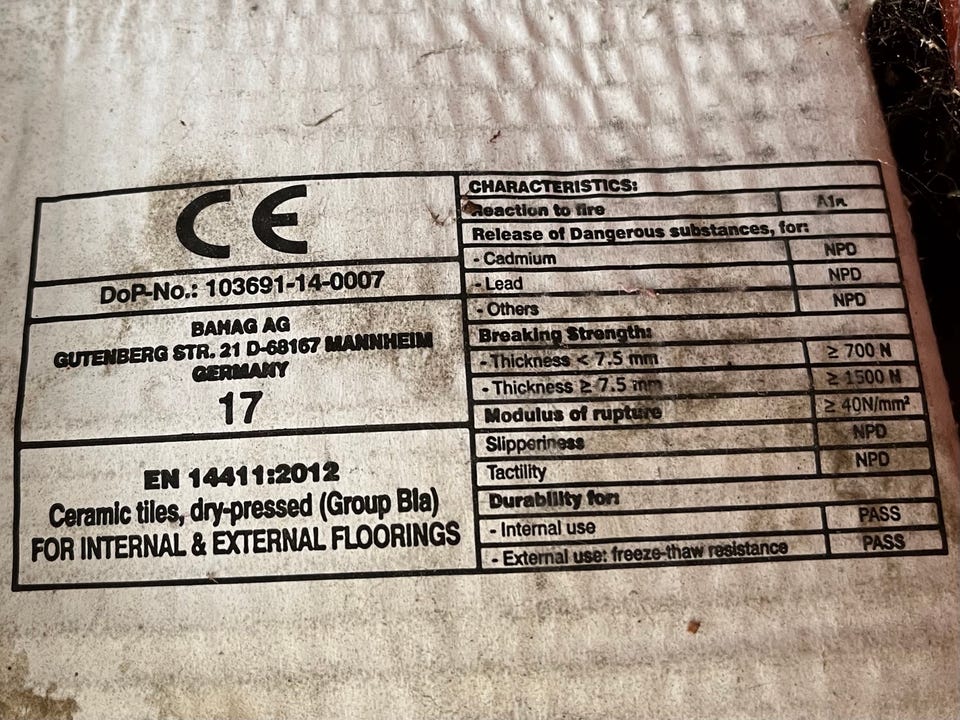 CE
DoP-No.: 103691-14-0007
BAHAG AG
GUTENBERG STR. 21 D-68167 MANNHEIM
GERMANY
17
EN 14411:2012
Ceramic tiles, dry-pressed (Group BIa)
FOR INTERNAL & EXTERNAL FLOORINGS
CHARACTERISTICS:
Reaction to fire A1FL
Release of Dangerous substances, for:
- Cadmium NPD
- Lead NPD
- Others NPD
Breaking Strength:
- Thickness < 7.5 mm ≥ 700 N
- Thickness ≥ 7.5 mm ≥ 1500 N
Modulus of rupture ≥ 40N/mm²
Slipperiness NPD
Tactility NPD
Durability for:
- Internal use PASS
- External use: freeze-thaw resistance PASS